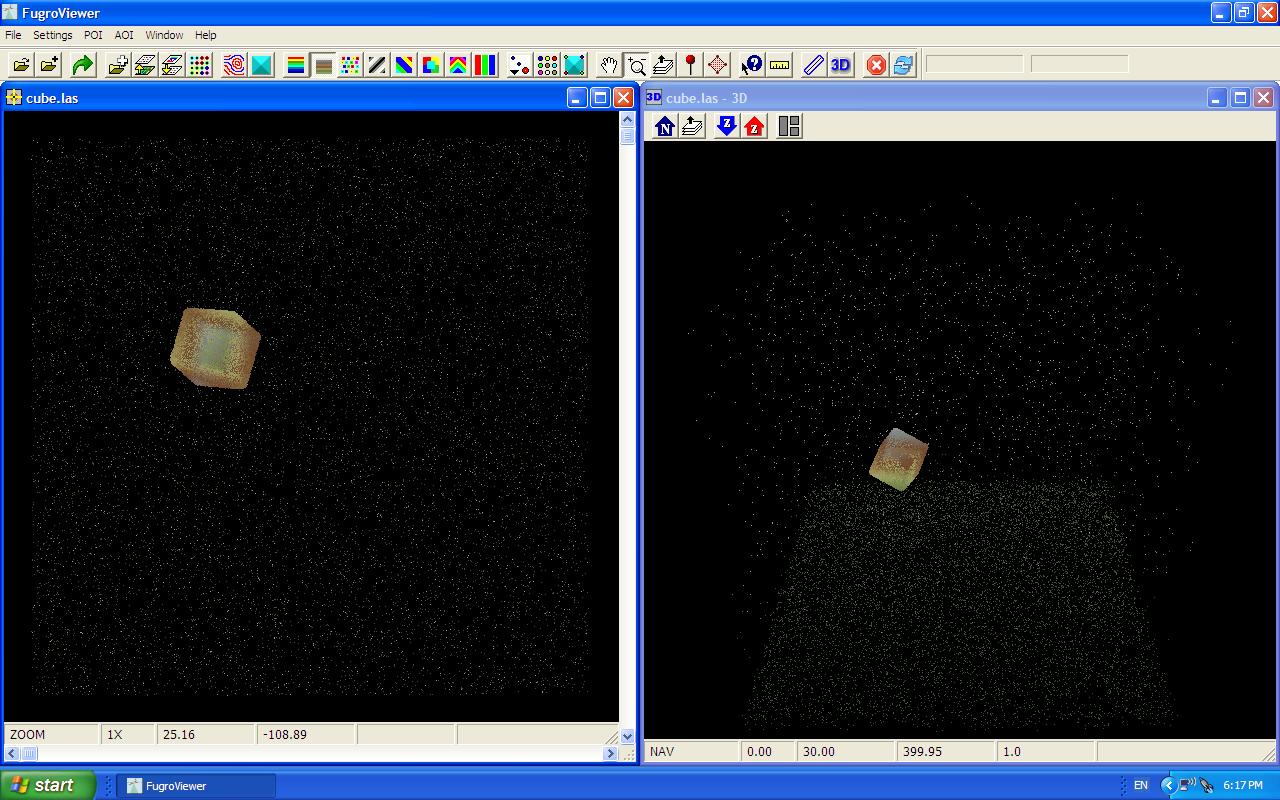 FugroViewer
File Settings POI AOI Window Help
3D
cube.las
3D cube.las - 3D
N Z Z
ZOOM 1X 25.16 -108.89
NAV 0.00 30.00 399.95 1.0
start FugroViewer EN 6:17 PM